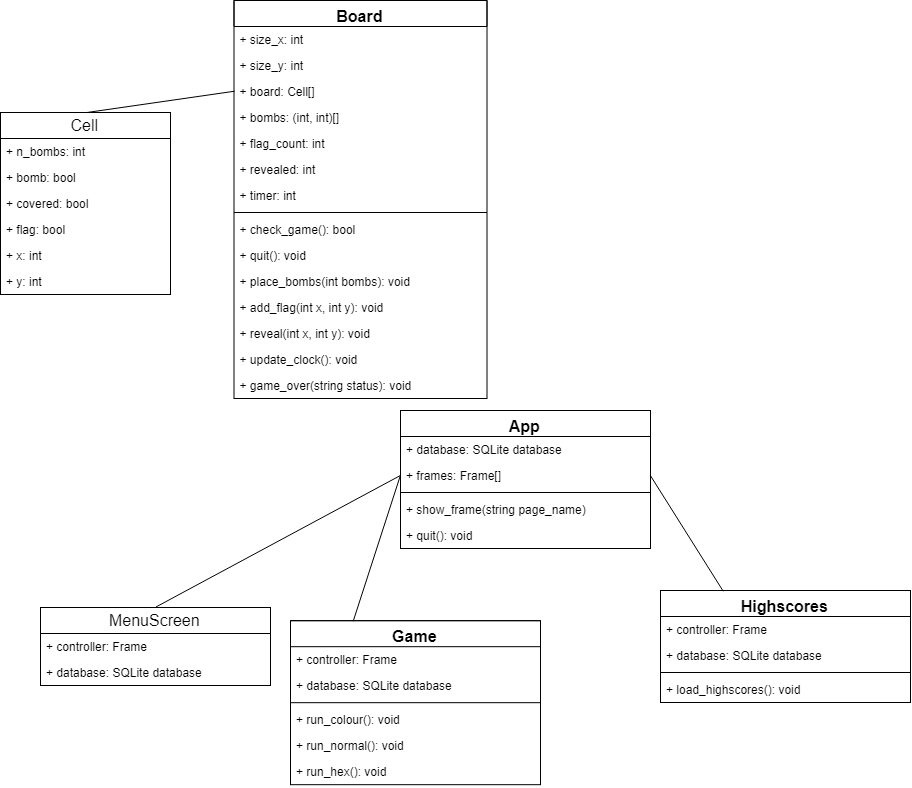 Board
+ size_x: int
+ size_y: int
+ board: Cell[]
+ bombs: (int, int)[]
+ flag_count: int
+ revealed: int
+ timer: int
+ check_game(): bool
+ quit(): void
+ place_bombs(int bombs): void
+ add_flag(int x, int y): void
+ reveal(int x, int y): void
+ update_clock(): void
+ game_over(string status): void
Cell
+ n_bombs: int
+ bomb: bool
+ covered: bool
+ flag: bool
+ x: int
+ y: int
App
+ database: SQLite database
+ frames: Frame[]
+ show_frame(string page_name)
+ quit(): void
MenuScreen
+ controller: Frame
+ database: SQLite database
Game
+ controller: Frame
+ database: SQLite database
+ run_colour(): void
+ run_normal(): void
+ run_hex(): void
Highscores
+ controller: Frame
+ database: SQLite database
+ load_highscores(): void